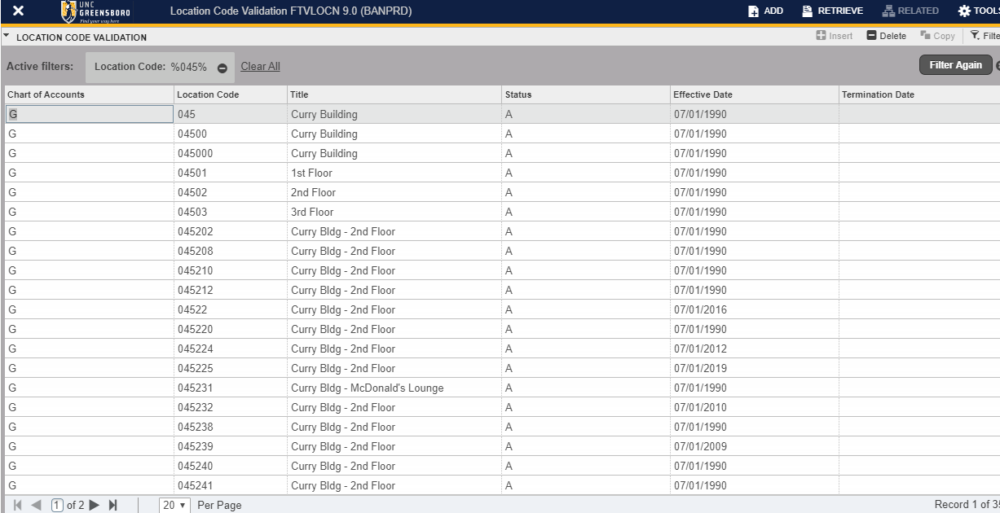 UNC
GREENSBORO
Find your way here
Location Code Validation FTVLOCN 9.0 (BANPRD)
ADD RETRIEVE RELATED TOOLS
LOCATION CODE VALIDATION
Insert Delete Copy
Active filters: Location Code: %045% Clear All Filter Again
Chart of Accounts Location Code Title Status Effective Date Termination Date
G 045 Curry Building A 07/01/1990
G 04500 Curry Building A 07/01/1990
G 045000 Curry Building A 07/01/1990
G 04501 1st Floor A 07/01/1990
G 04502 2nd Floor A 07/01/1990
G 04503 3rd Floor A 07/01/1990
G 045202 Curry Bldg - 2nd Floor A 07/01/1990
G 045208 Curry Bldg - 2nd Floor A 07/01/1990
G 045210 Curry Bldg - 2nd Floor A 07/01/1990
G 045212 Curry Bldg - 2nd Floor A 07/01/1990
G 04522 Curry Bldg - 2nd Floor A 07/01/2016
G 045220 Curry Bldg - 2nd Floor A 07/01/1990
G 045224 Curry Bldg - 2nd Floor A 07/01/2012
G 045225 Curry Bldg - 2nd Floor A 07/01/2019
G 045231 Curry Bldg - McDonald's Lounge A 07/01/1990
G 045232 Curry Bldg - 2nd Floor A 07/01/2010
G 045238 Curry Bldg - 2nd Floor A 07/01/1990
G 045239 Curry Bldg - 2nd Floor A 07/01/2009
G 045240 Curry Bldg - 2nd Floor A 07/01/1990
G 045241 Curry Bldg - 2nd Floor A 07/01/1990
1 of 2 20 Per Page Record 1 of